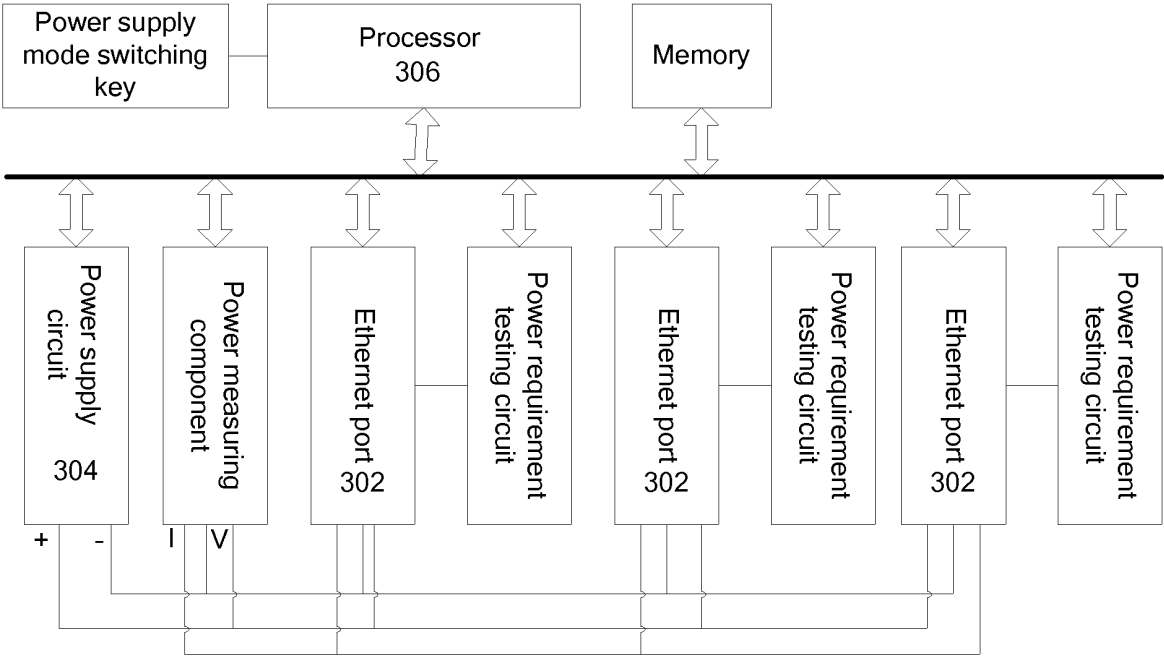 Power supply
mode switching
key
Processor
306
Memory
Power supply
circuit
304
Power measuring
component
Ethernet port
302
Power requirement
testing circuit
Ethernet port
302
Power requirement
testing circuit
Ethernet port
302
Power requirement
testing circuit
+
-
I
V